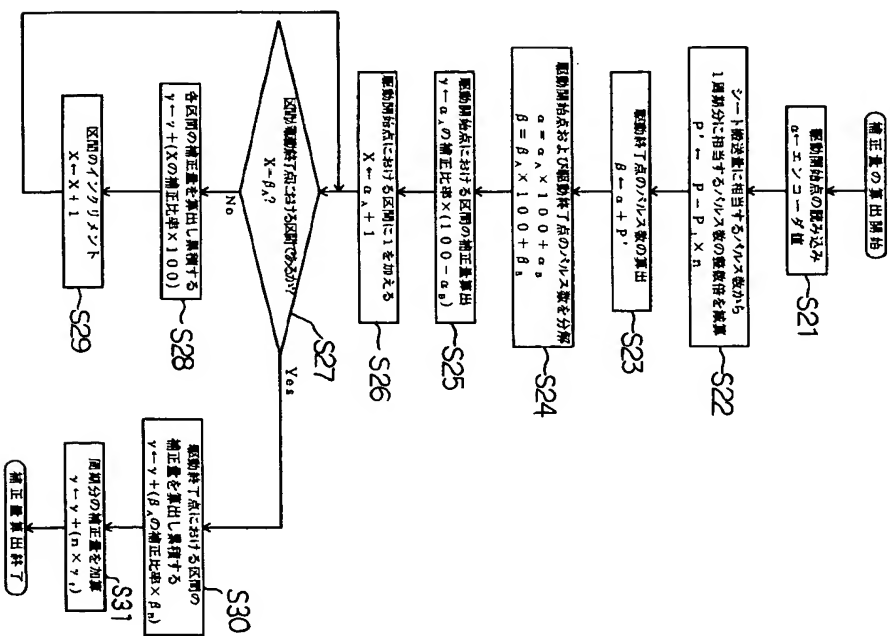 補正量の算出開始
駆動開始点の読み込み
α←エンコーダ値
S21
シート搬送量に相当するパルス数から
1周期分に相当するパルス数の整数倍を減算
P'← P－P₁×n
S22
駆動終了点のパルス数の算出
β←α＋P'
S23
駆動開始点および駆動終了点のパルス数を分解
α＝α_A×100＋α_B
β＝β_A×100＋β_B
S24
駆動開始点における区間の補正量算出
γ←α_Aの補正比率×(100－α_B)
S25
駆動開始点における区間に1を加える
X←α_A＋1
S26
区間が駆動終了点における区間であるか?
X＝β_A?
S27
No
Yes
各区間の補正量を算出し累積する
γ←γ＋(Xの補正比率×100)
S28
区間のインクリメント
X←X＋1
S29
駆動終了点における区間の
補正量を算出し累積する
γ←γ＋(β_Aの補正比率×β_B)
S30
周期分の補正量を加算
γ←γ＋(n×γ₁)
S31
補正量算出終了